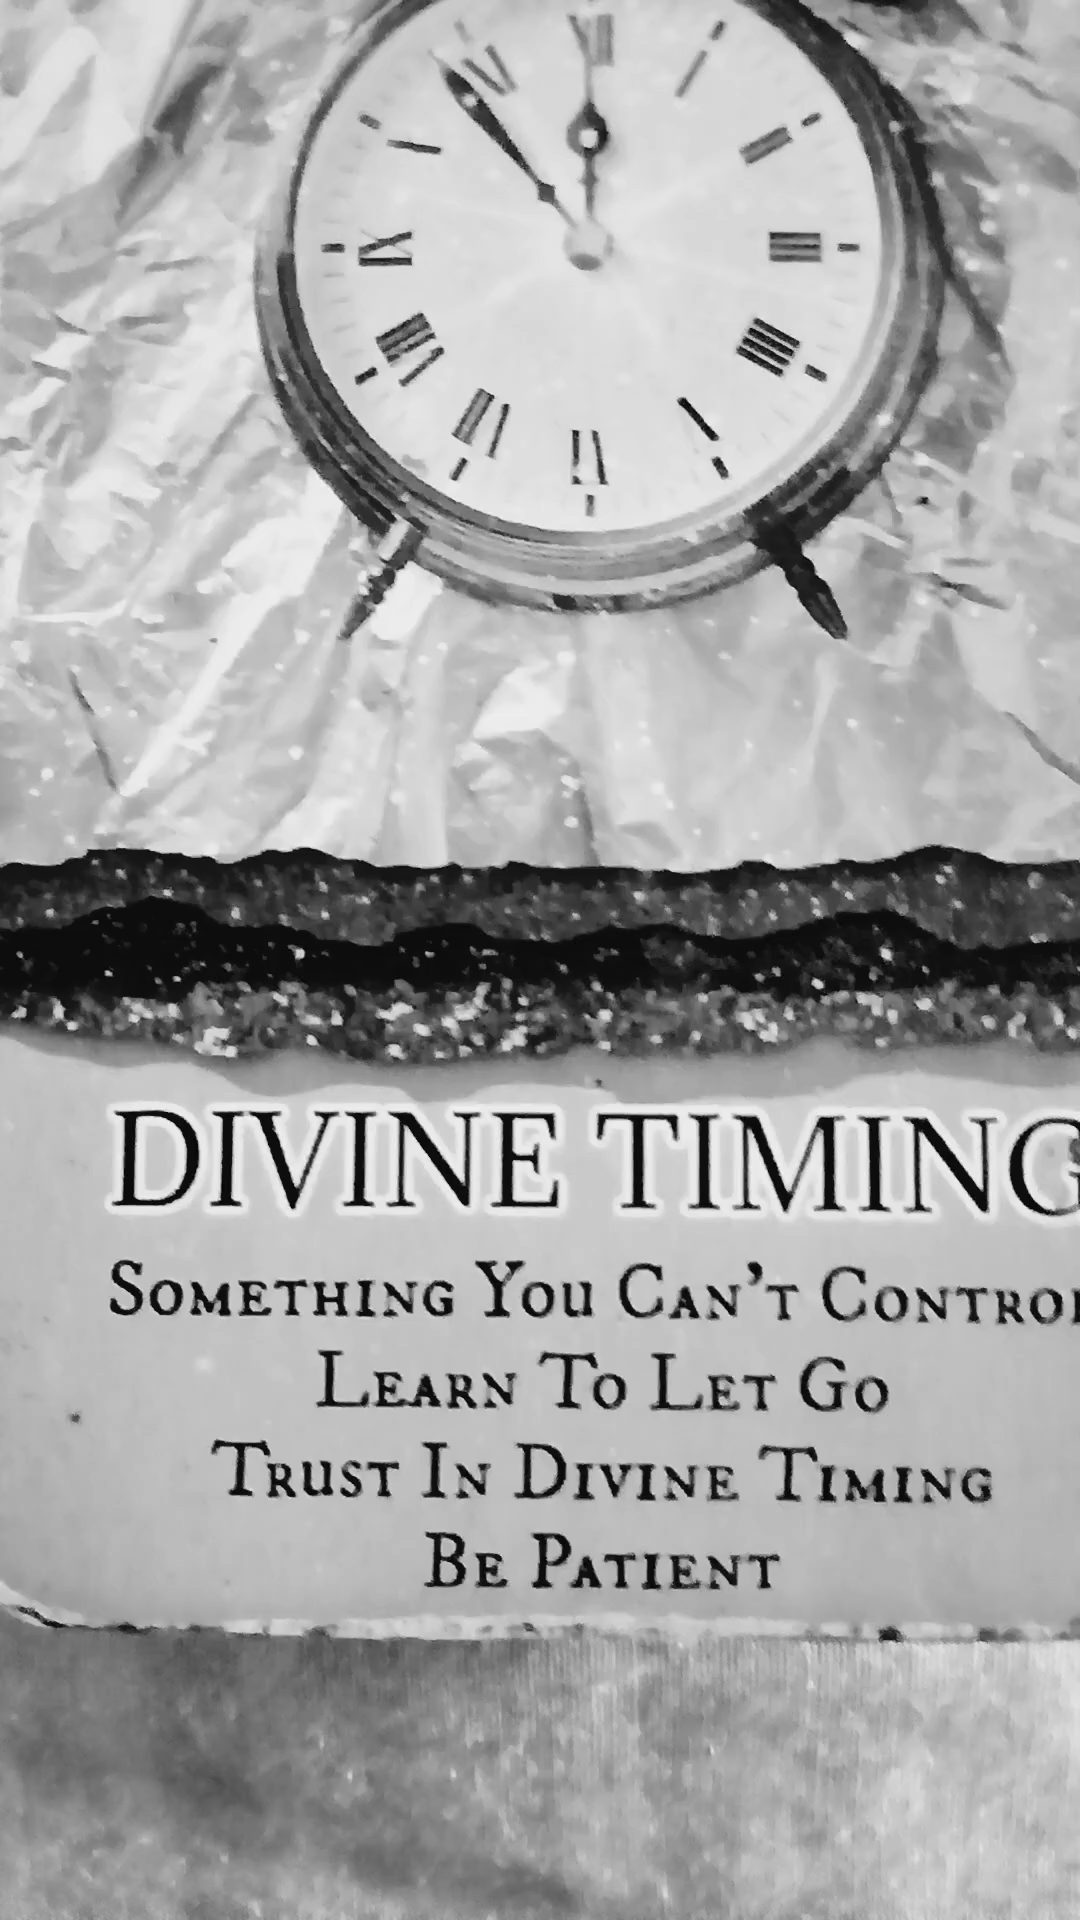 DIVINE TIMING
SOMETHING YOU CAN'T CONTROL
LEARN TO LET GO
TRUST IN DIVINE TIMING
BE PATIENT